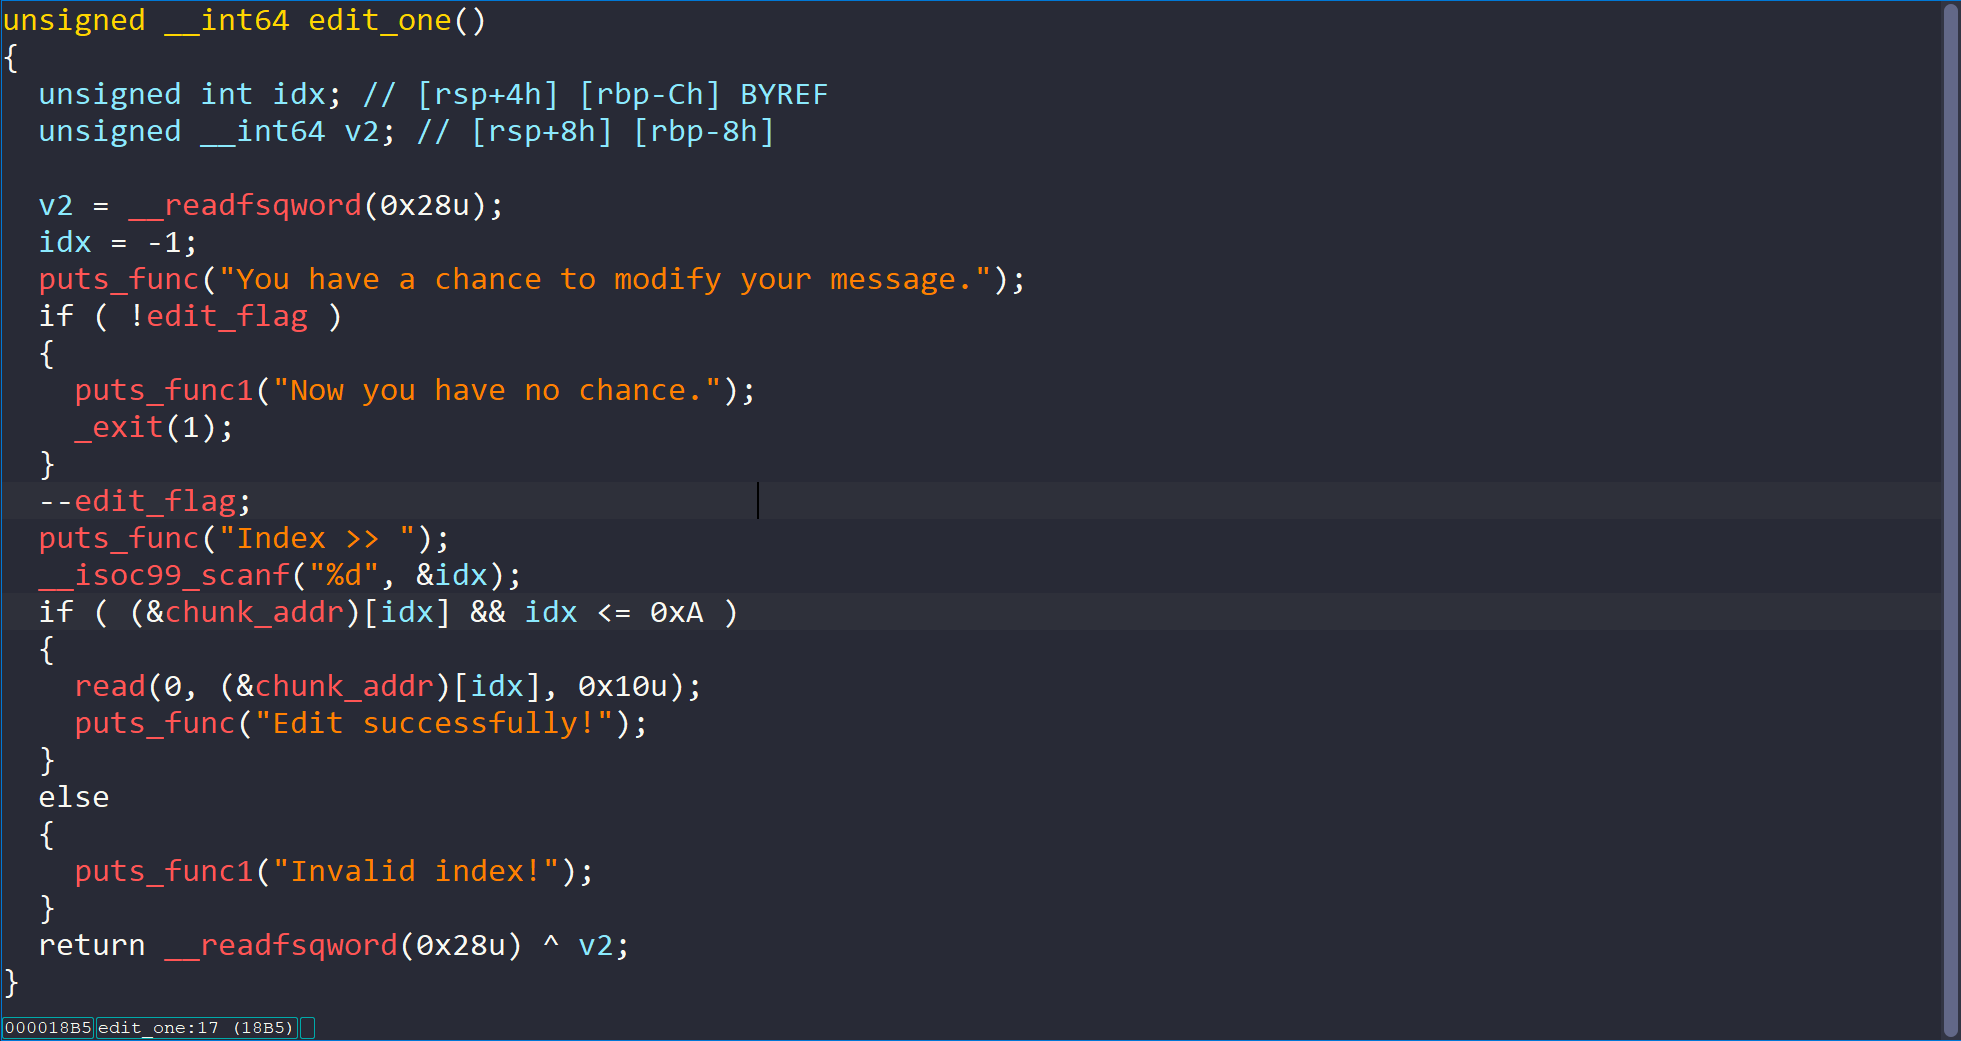 unsigned __int64 edit_one()
{
  unsigned int idx; // [rsp+4h] [rbp-Ch] BYREF
  unsigned __int64 v2; // [rsp+8h] [rbp-8h]

  v2 = __readfsqword(0x28u);
  idx = -1;
  puts_func("You have a chance to modify your message.");
  if ( !edit_flag )
  {
    puts_func1("Now you have no chance.");
    _exit(1);
  }
  --edit_flag;
  puts_func("Index >> ");
  __isoc99_scanf("%d", &idx);
  if ( (&chunk_addr)[idx] && idx <= 0xA )
  {
    read(0, (&chunk_addr)[idx], 0x10u);
    puts_func("Edit successfully!");
  }
  else
  {
    puts_func1("Invalid index!");
  }
  return __readfsqword(0x28u) ^ v2;
}
000018B5 edit_one:17 (18B5)